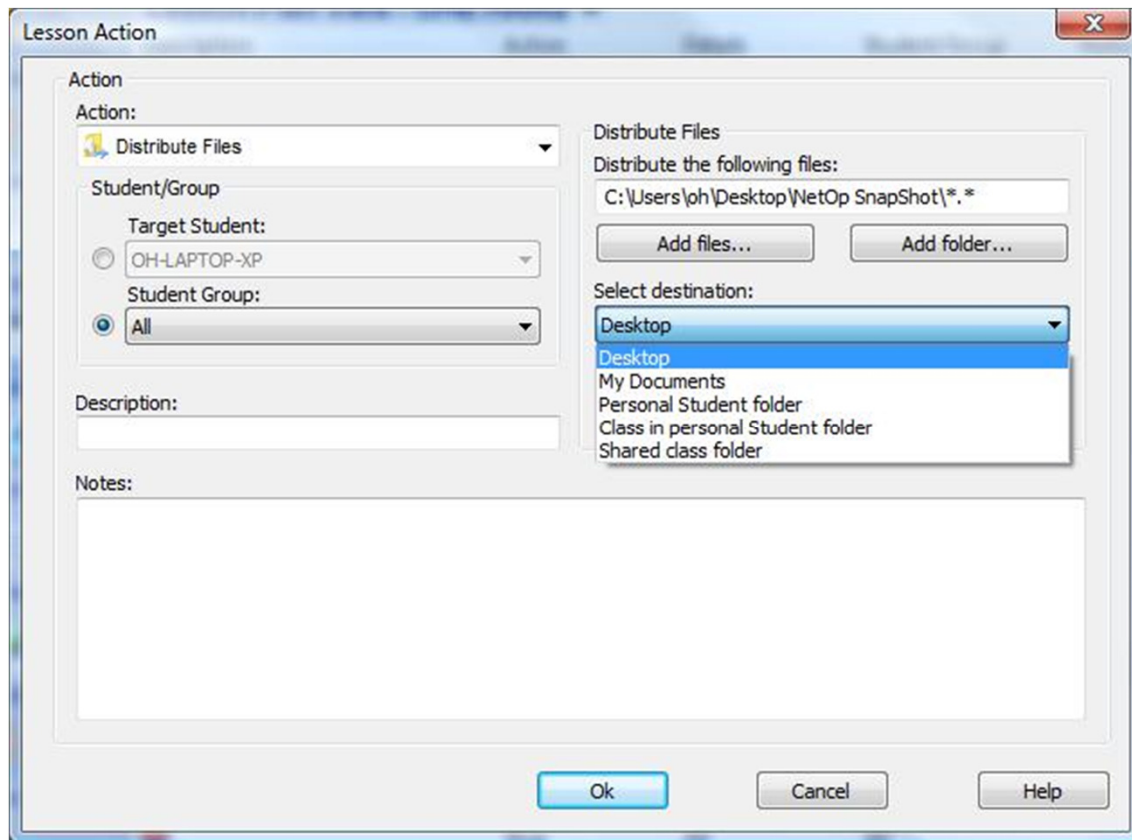 Lesson Action
X
Action
Action:
Distribute Files
Student/Group
Target Student:
OH-LAPTOP-XP
Student Group:
All
Description:
Distribute Files
Distribute the following files:
C:\Users\oh\Desktop\NetOp SnapShot\*.*
Add files... Add folder...
Select destination:
Desktop
Desktop
My Documents
Personal Student folder
Class in personal Student folder
Shared class folder
Notes:
Ok Cancel Help